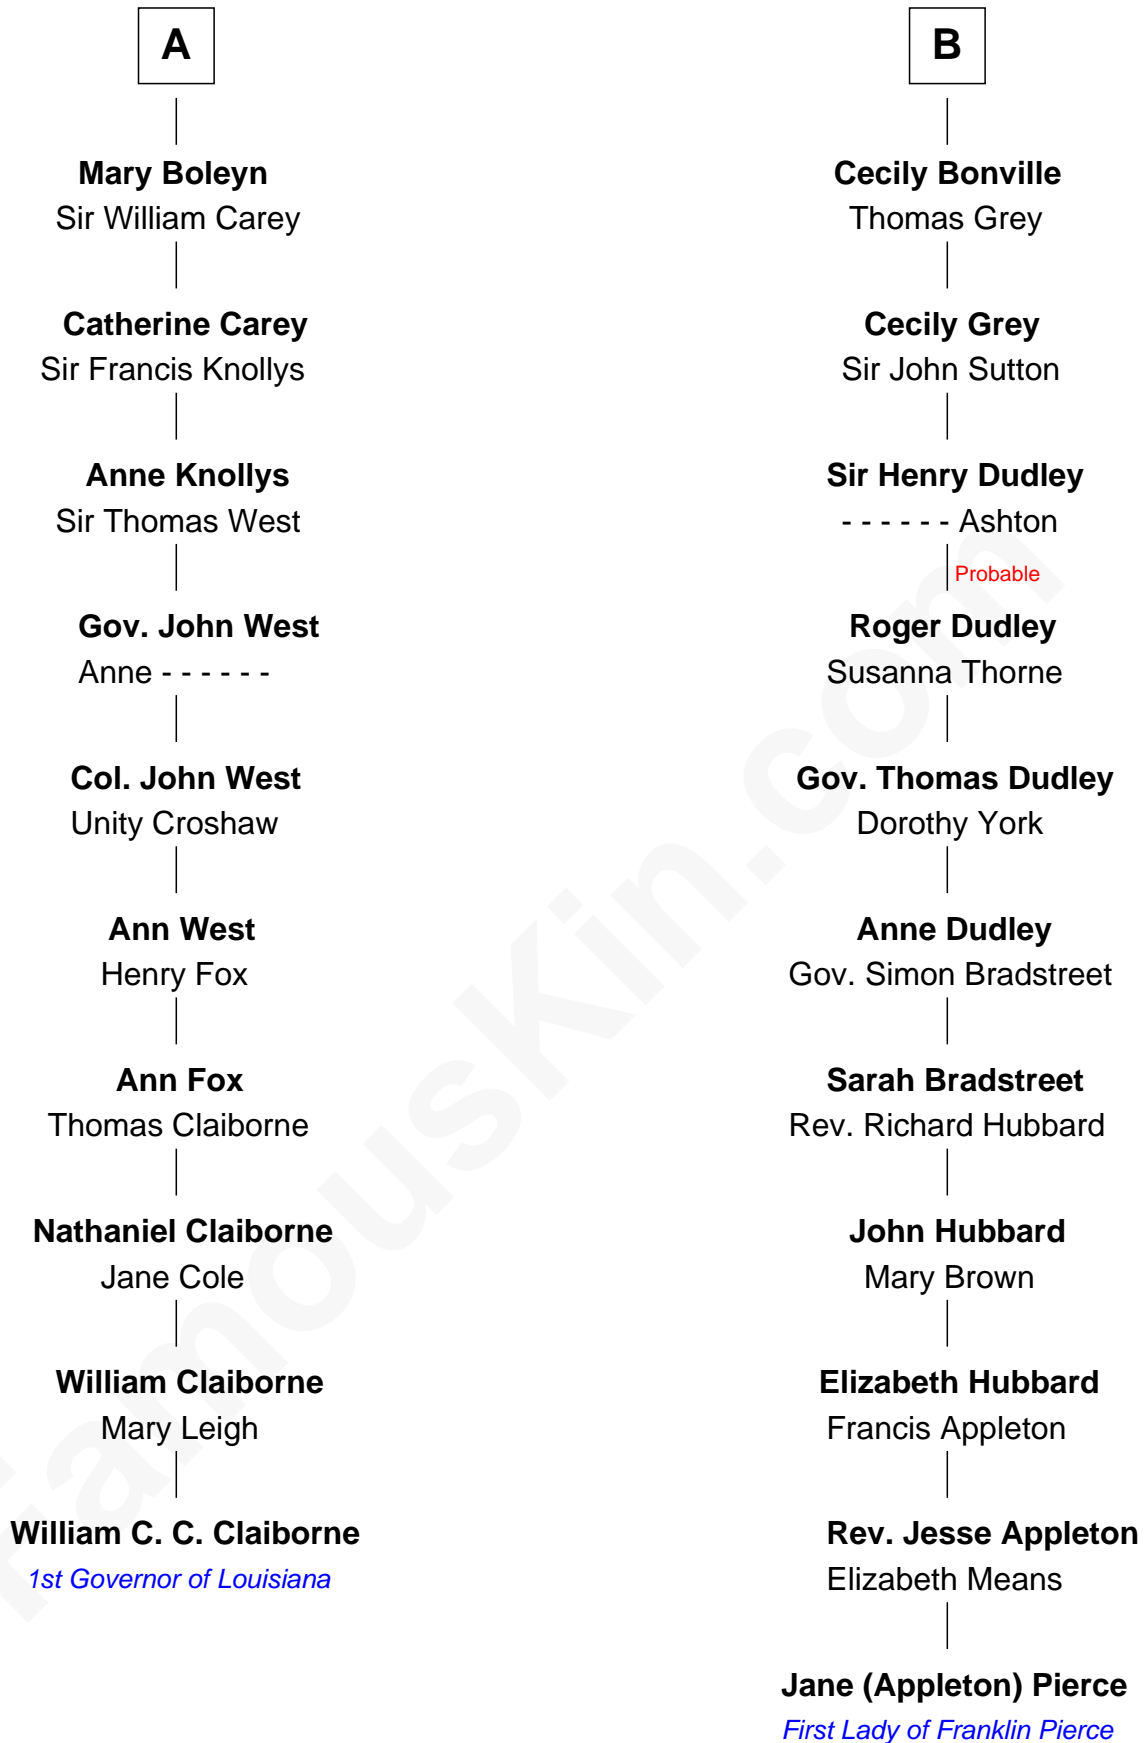 A
Mary Boleyn
Sir William Carey
Catherine Carey
Sir Francis Knollys
Anne Knollys
Sir Thomas West
Gov. John West
Anne - - - - - -
Col. John West
Unity Croshaw
Ann West
Henry Fox
Ann Fox
Thomas Claiborne
Nathaniel Claiborne
Jane Cole
William Claiborne
Mary Leigh
William C. C. Claiborne
1st Governor of Louisiana
B
Cecily Bonville
Thomas Grey
Cecily Grey
Sir John Sutton
Sir Henry Dudley
- - - - - - Ashton
Probable
Roger Dudley
Susanna Thorne
Gov. Thomas Dudley
Dorothy York
Anne Dudley
Gov. Simon Bradstreet
Sarah Bradstreet
Rev. Richard Hubbard
John Hubbard
Mary Brown
Elizabeth Hubbard
Francis Appleton
Rev. Jesse Appleton
Elizabeth Means
Jane (Appleton) Pierce
First Lady of Franklin Pierce
FamousKin.com